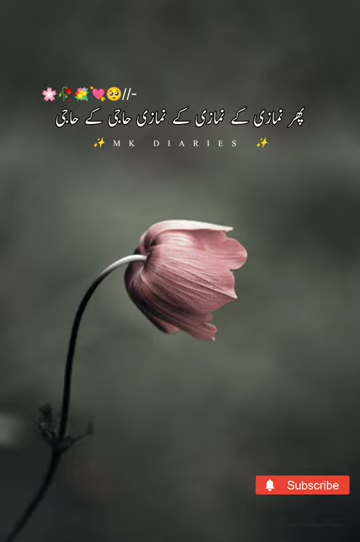 🌸🥀💐💘🥺//-
پھر نمازی کے نمازی کے نمازی حاجی کے حاجی
✨ MK DIARIES ✨
Subscribe